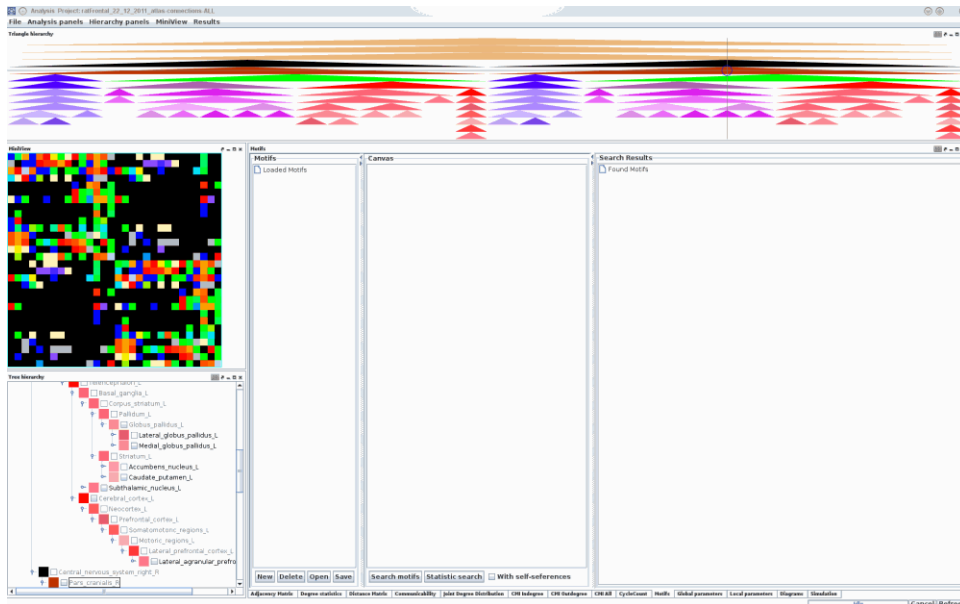 Analysis Project:ratfrontal_22_12_2011_atlas-connections-ALL
File Analysis panels Hierarchy panels MiniView Results
Triangle hierarchy
MiniView
Motifs
Motifs
Canvas
Search Results
Loaded Motifs
Found Motifs
Tree hierarchy
Telencephalon_L
Basal_ganglia_L
Corpus_striatum_L
Pallidum_L
Globus_pallidus_L
Lateral_globus_pallidus_L
Medial_globus_pallidus_L
Striatum_L
Accumbens_nucleus_L
Caudate_putamen_L
Subthalamic_nucleus_L
Cerebral_cortex_L
Neocortex_L
Prefrontal_cortex_L
Somatomotoric_regions_L
Motoric_regions_L
Lateral_prefrontal_cortex_L
Lateral_agranular_prefro
Central_nervous_system_right_R
Pars_cranialis_R
New Delete Open Save
Search motifs Statistic search With self-seferences
Adjacency Matrix Degree statistics Distance Matrix Communicability Joint Degree Distribution CMI Indegree CMI Outdegree CMI All CycleCount Motifs Global parameters Local parameters Diagrams Simulation
Idle Cancel Refre